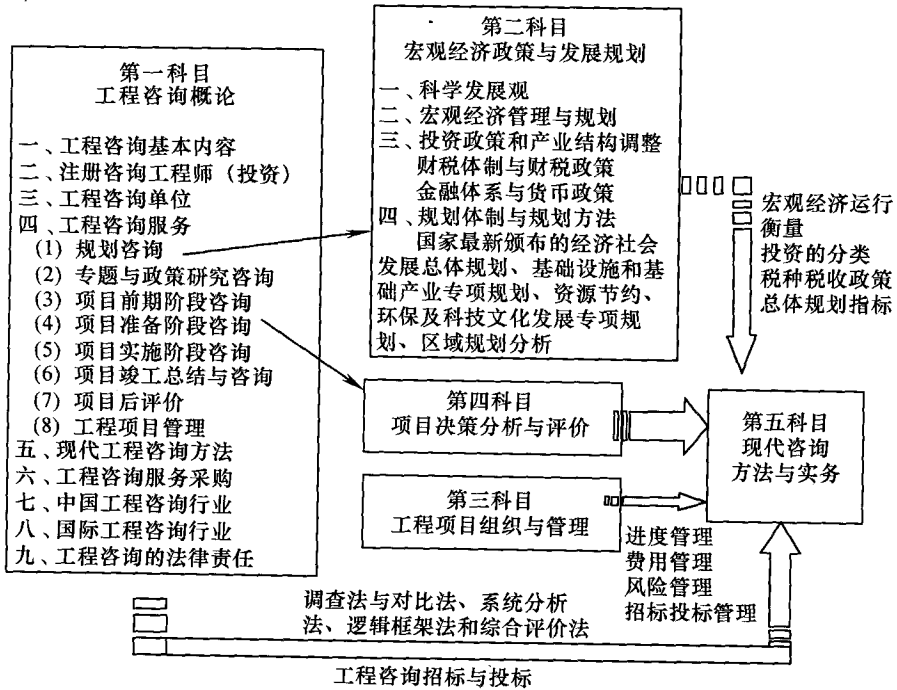 第一科目
工程咨询概论
一、工程咨询基本内容
二、注册咨询工程师（投资）
三、工程咨询单位
四、工程咨询服务
(1) 规划咨询
(2) 专题与政策研究咨询
(3) 项目前期阶段咨询
(4) 项目准备阶段咨询
(5) 项目实施阶段咨询
(6) 项目竣工总结与咨询
(7) 项目后评价
(8) 工程项目管理
五、现代工程咨询方法
六、工程咨询服务采购
七、中国工程咨询行业
八、国际工程咨询行业
九、工程咨询的法律责任
第二科目
宏观经济政策与发展规划
一、科学发展观
二、宏观经济管理与规划
三、投资政策和产业结构调整
财税体制与财税政策
金融体系与货币政策
四、规划体制与规划方法
国家最新颁布的经济社会
发展总体规划、基础设施和基
础产业专项规划、资源节约、
环保及科技文化发展专项规
划、区域规划分析
宏观经济运行
衡量
投资的分类
税种税收政策
总体规划指标
第四科目
项目决策分析与评价
第三科目
工程项目组织与管理
第五科目
现代咨询
方法与实务
进度管理
费用管理
风险管理
招标投标管理
调查法与对比法、系统分析
法、逻辑框架法和综合评价法
工程咨询招标与投标